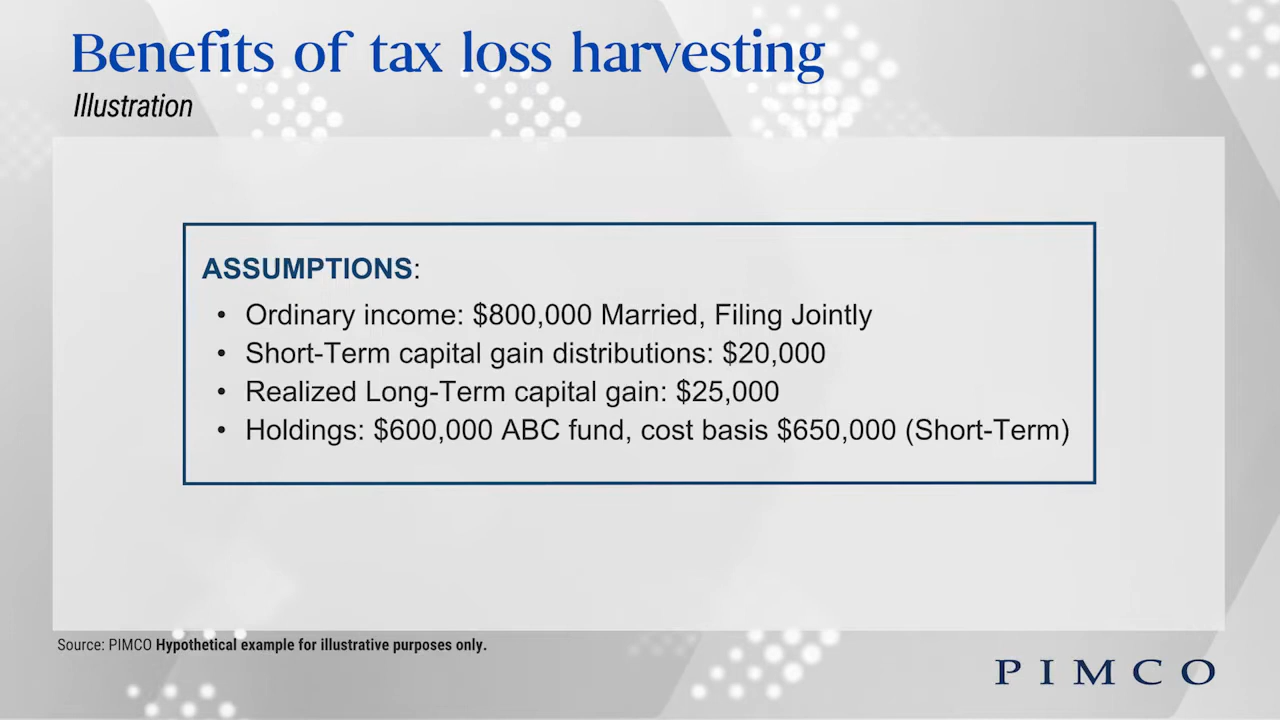 Benefits of tax loss harvesting
Illustration
ASSUMPTIONS:
• Ordinary income: $800,000 Married, Filing Jointly
• Short-Term capital gain distributions: $20,000
• Realized Long-Term capital gain: $25,000
• Holdings: $600,000 ABC fund, cost basis $650,000 (Short-Term)
Source: PIMCO Hypothetical example for illustrative purposes only.
PIMCO